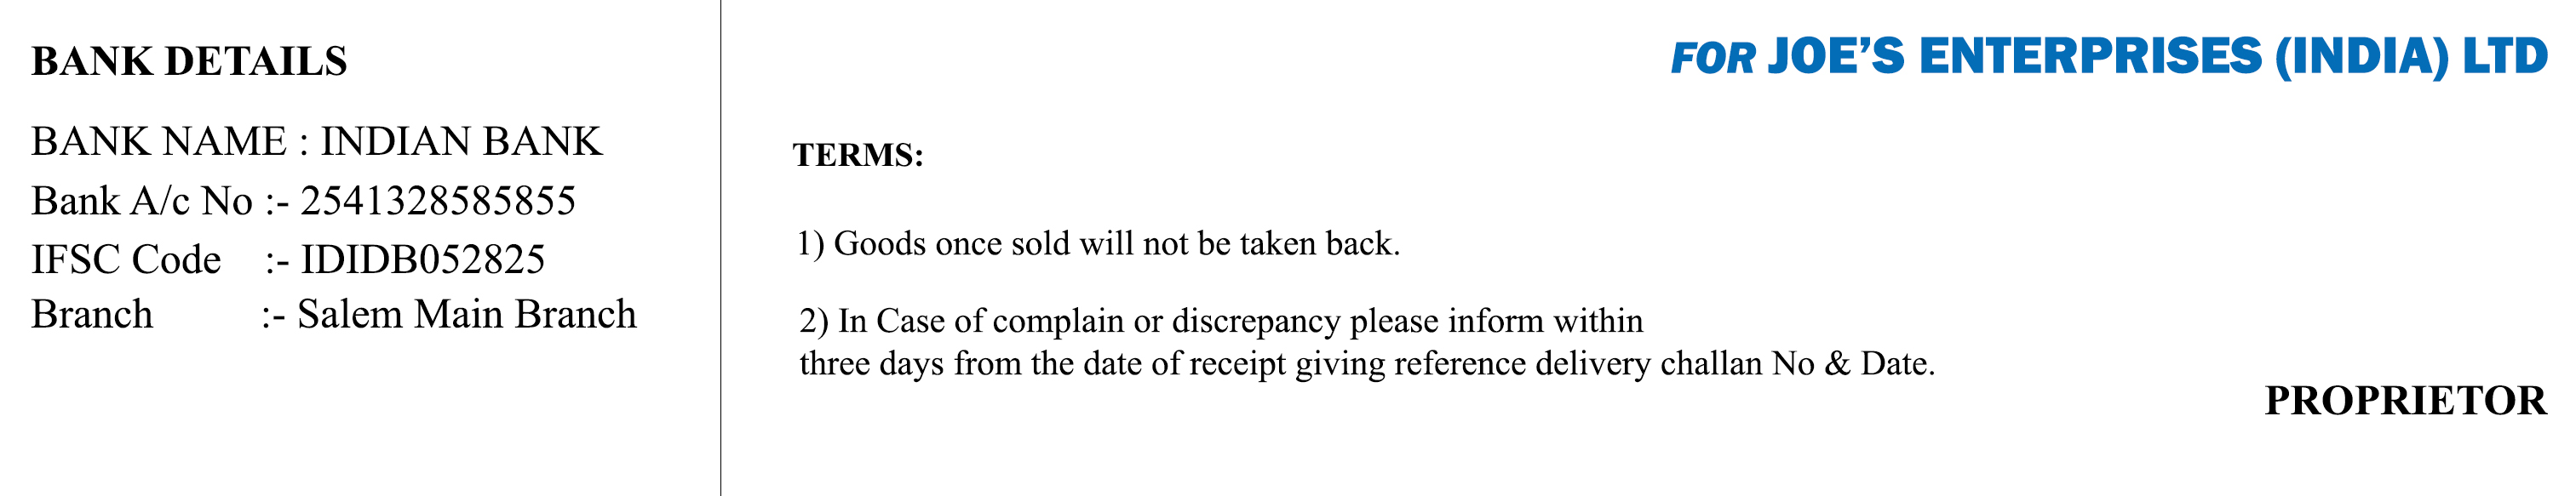 BANK DETAILS
BANK NAME : INDIAN BANK
Bank A/c No :- 2541328585855
IFSC Code :- IDIDB052825
Branch :- Salem Main Branch
FOR JOE'S ENTERPRISES (INDIA) LTD
TERMS:
1) Goods once sold will not be taken back.
2) In Case of complain or discrepancy please inform within
three days from the date of receipt giving reference delivery challan No & Date.
PROPRIETOR